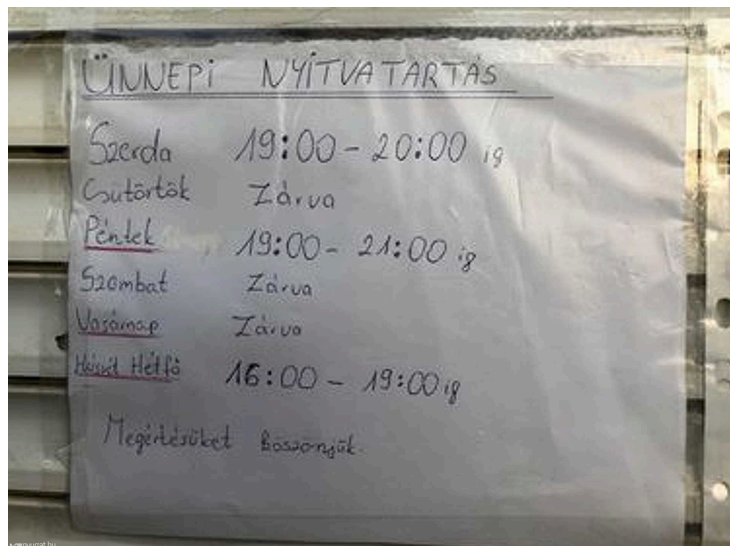 ÜNNEPI NYITVATARTÁS
Szerda 19:00 - 20:00 ig
Csütörtök Zárva
Péntek 19:00 - 21:00 ig
Szombat Zárva
Vasárnap Zárva
Húsvét Hétfő 16:00 - 19:00 ig
Megértésüket köszönjük.